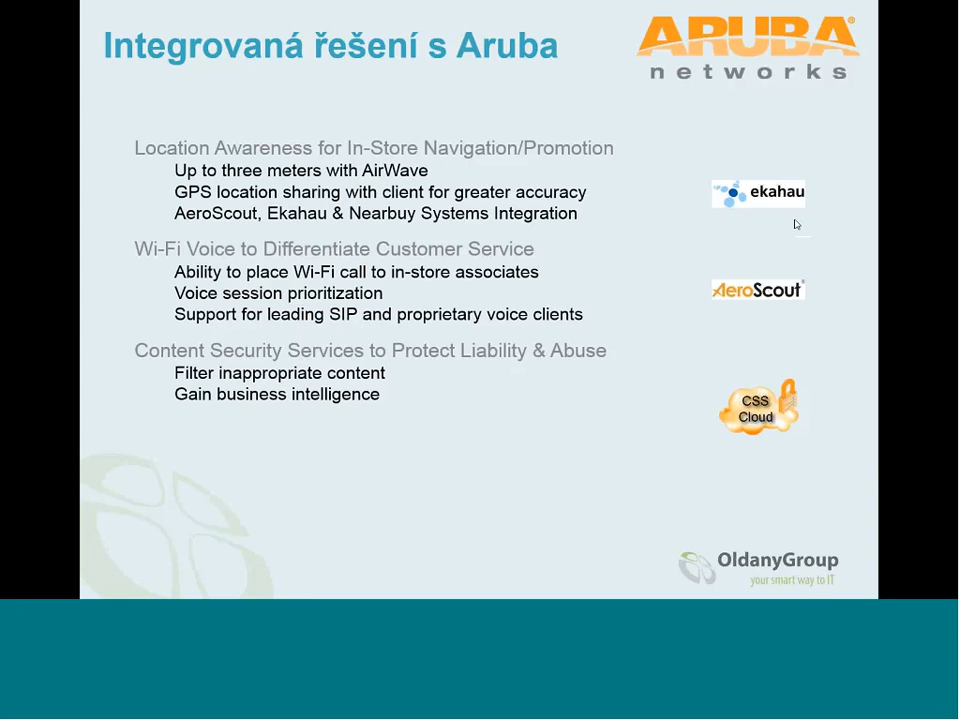 Integrovaná řešení s Aruba
ARUBA®
networks
Location Awareness for In-Store Navigation/Promotion
Up to three meters with AirWave
GPS location sharing with client for greater accuracy
AeroScout, Ekahau & Nearbuy Systems Integration
ekahau
Wi-Fi Voice to Differentiate Customer Service
Ability to place Wi-Fi call to in-store associates
Voice session prioritization
Support for leading SIP and proprietary voice clients
AeroScout®
Content Security Services to Protect Liability & Abuse
Filter inappropriate content
Gain business intelligence
CSS
Cloud
OldanyGroup
your smart way to IT